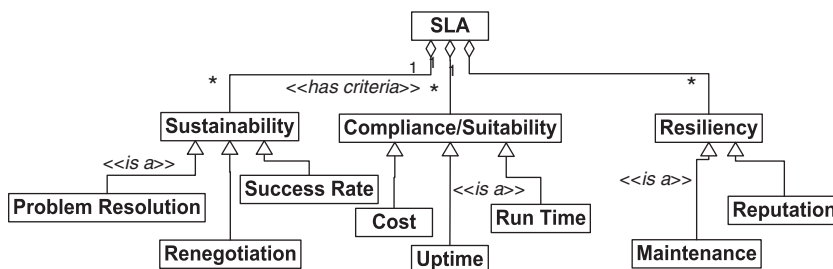 SLA
1
1
1
*
<<has criteria>>
*
*
Sustainability
Compliance/Suitability
Resiliency
<<is a>>
<<is a>>
<<is a>>
Problem Resolution
Success Rate
Cost
Run Time
Reputation
Renegotiation
Uptime
Maintenance